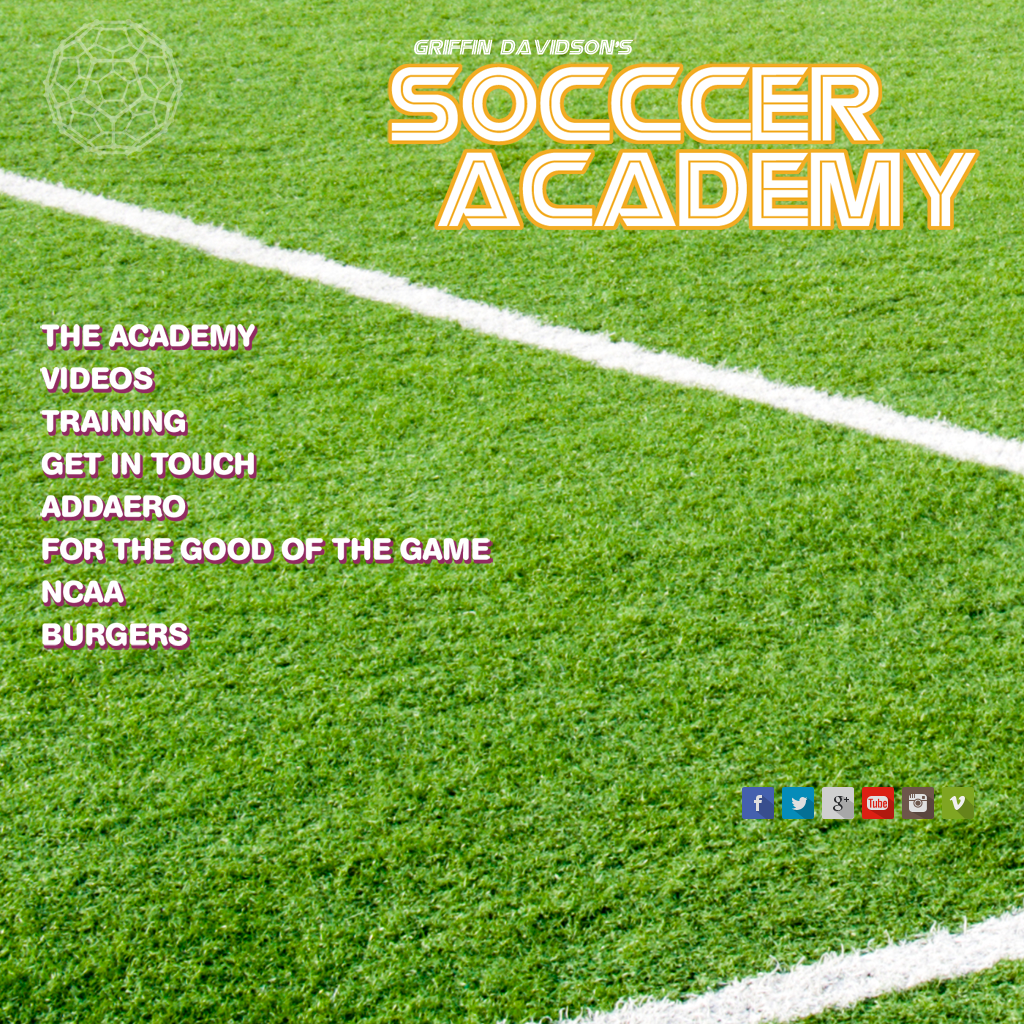 GRIFFIN DAVIDSON'S
SOCCCER
ACADEMY
THE ACADEMY
VIDEOS
TRAINING
GET IN TOUCH
ADDAERO
FOR THE GOOD OF THE GAME
NCAA
BURGERS
f g+ Tube v